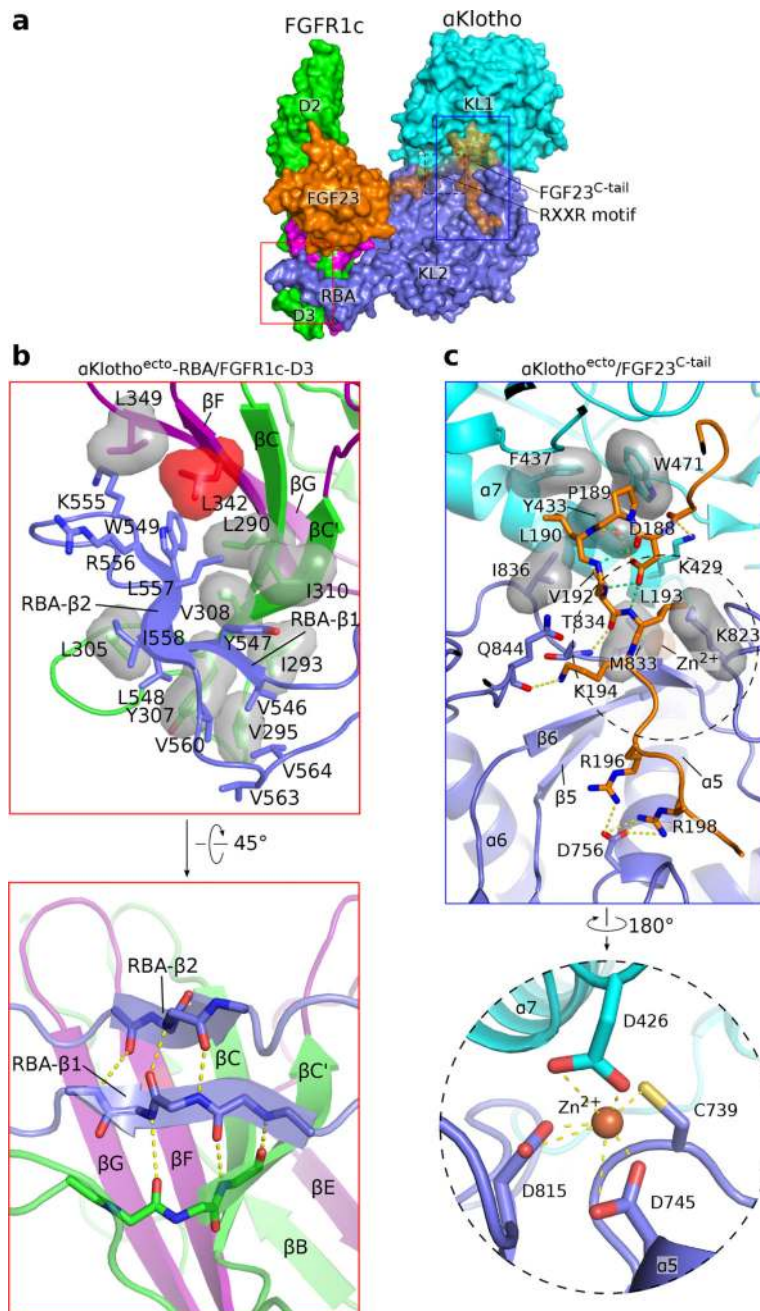 a
FGFR1c
αKlotho
D2
KL1
FGF23
FGF23C-tail
RXXR motif
KL2
RBA
D3
b
αKlothoecto-RBA/FGFR1c-D3
L349
βF
βC
K555
L342
βG
W549
L290
βC'
R556
L557
I310
RBA-β2
V308
RBA-β1
I558
Y547
L305
I293
L548
Y307
V546
V560
V295
V564
V563
45°
RBA-β2
βC
RBA-β1
βC'
βG
βF
βE
βB
c
αKlothoecto/FGF23C-tail
F437
W471
α7
P189
Y433
D188
L190
K429
I836
V192
L193
T834
K823
Q844
M833
Zn2+
K194
β6
R196
α5
β5
R198
α6
D756
180°
α7
D426
Zn2+
C739
D815
D745
α5